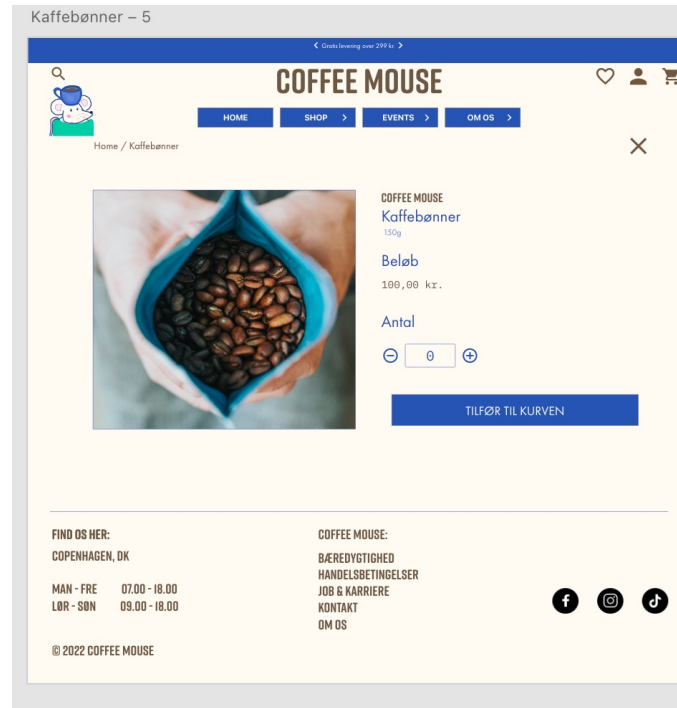 Kaffebønner – 5
Gratis levering over 299 kr.
COFFEE MOUSE
HOME SHOP EVENTS OM OS
Home / Kaffebønner
COFFEE MOUSE
Kaffebønner
150g
Beløb
100,00 kr.
Antal
0
TILFØR TIL KURVEN
FIND OS HER:
COPENHAGEN, DK
MAN - FRE 07.00 - 18.00
LØR - SØN 09.00 - 18.00
© 2022 COFFEE MOUSE
COFFEE MOUSE:
BÆREDYGTIGHED
HANDELSBETINGELSER
JOB & KARRIERE
KONTAKT
OM OS